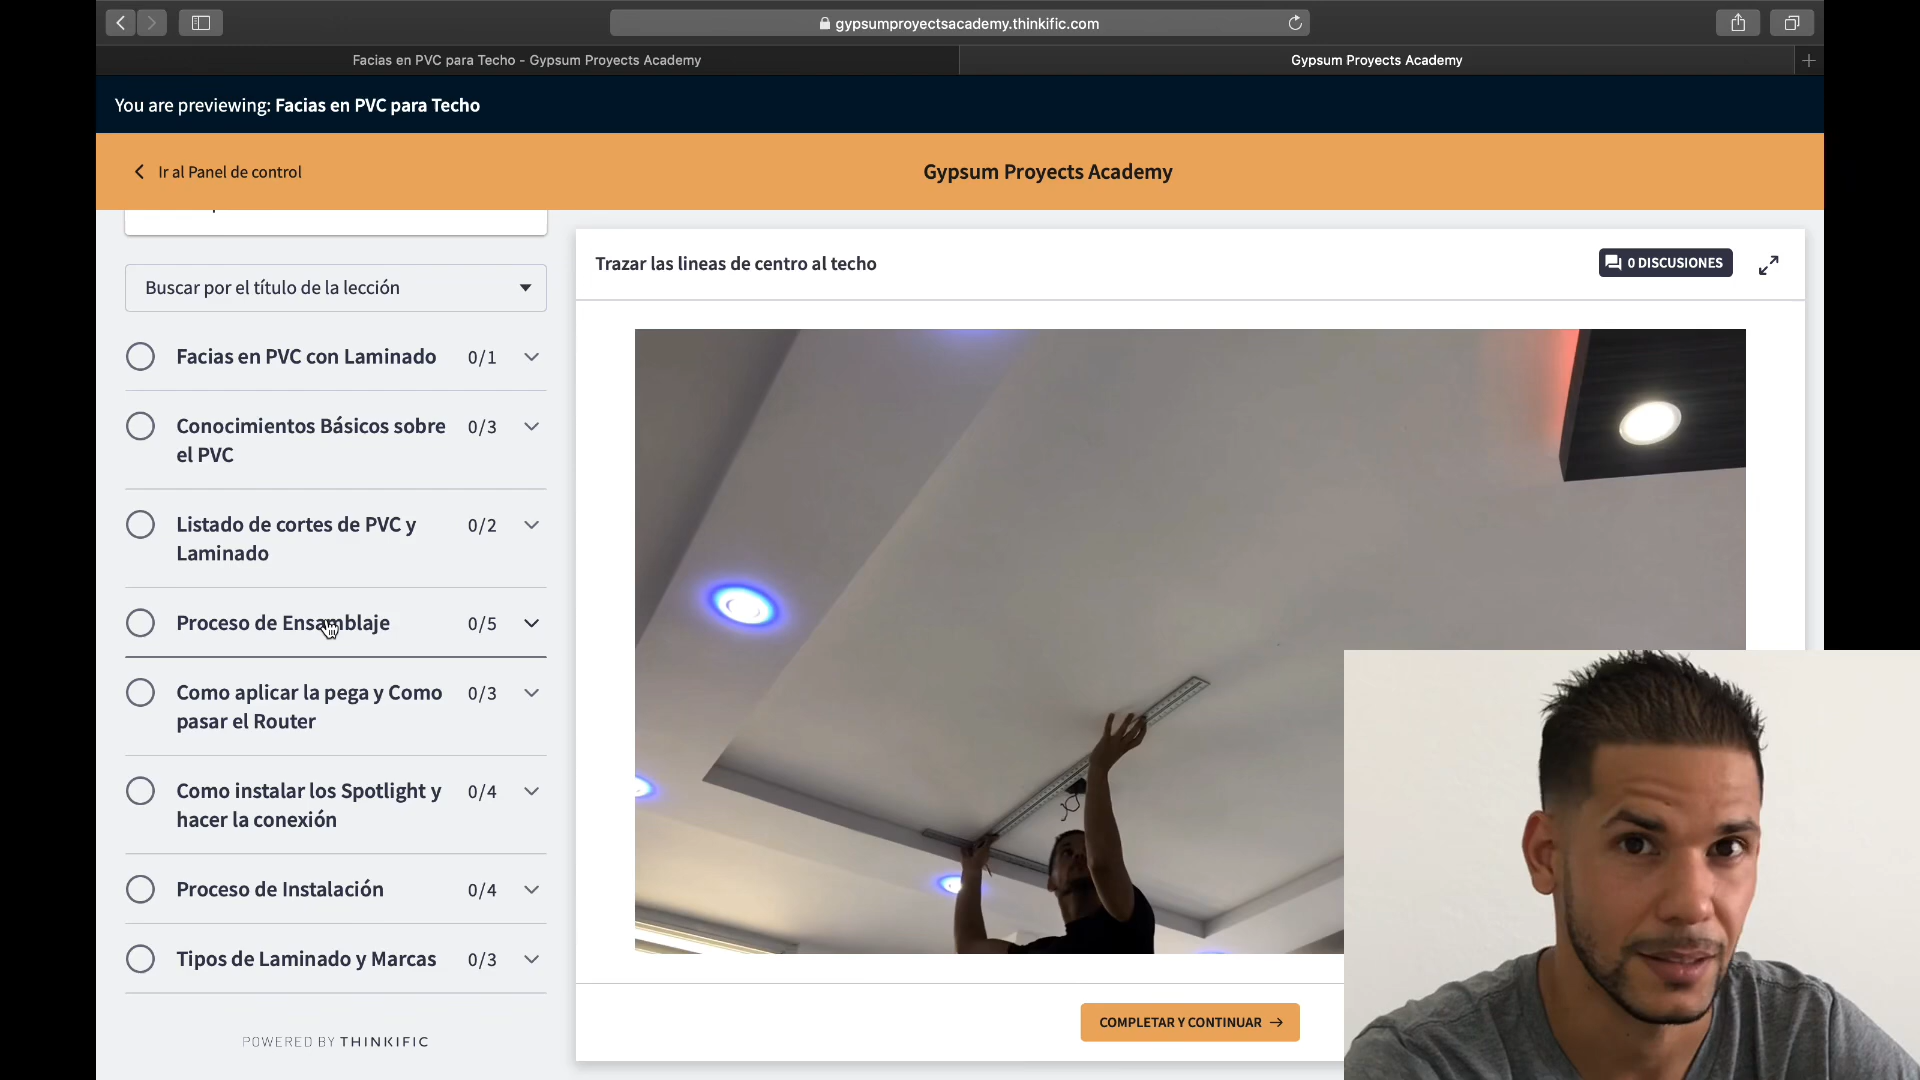 gypsumproyectsacademy.thinkific.com
Facias en PVC para Techo - Gypsum Proyects Academy
Gypsum Proyects Academy
You are previewing: Facias en PVC para Techo
Ir al Panel de control
Gypsum Proyects Academy
Buscar por el título de la lección
Facias en PVC con Laminado 0/1
Conocimientos Básicos sobre 0/3
el PVC
Listado de cortes de PVC y 0/2
Laminado
Proceso de Ensamblaje 0/5
Como aplicar la pega y Como 0/3
pasar el Router
Como instalar los Spotlight y 0/4
hacer la conexión
Proceso de Instalación 0/4
Tipos de Laminado y Marcas 0/3
POWERED BY THINKIFIC
Trazar las lineas de centro al techo
0 DISCUSIONES
COMPLETAR Y CONTINUAR →